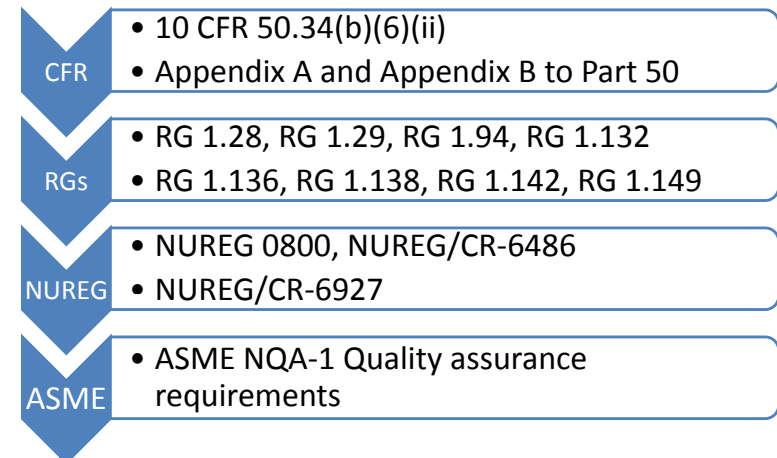 CFR
• 10 CFR 50.34(b)(6)(ii)
• Appendix A and Appendix B to Part 50
RGs
• RG 1.28, RG 1.29, RG 1.94, RG 1.132
• RG 1.136, RG 1.138, RG 1.142, RG 1.149
NUREG
• NUREG 0800, NUREG/CR-6486
• NUREG/CR-6927
ASME
• ASME NQA-1 Quality assurance
requirements